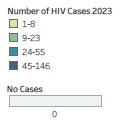 Number of HIV Cases 2023
1-8
9-23
24-55
45-146
No Cases
0